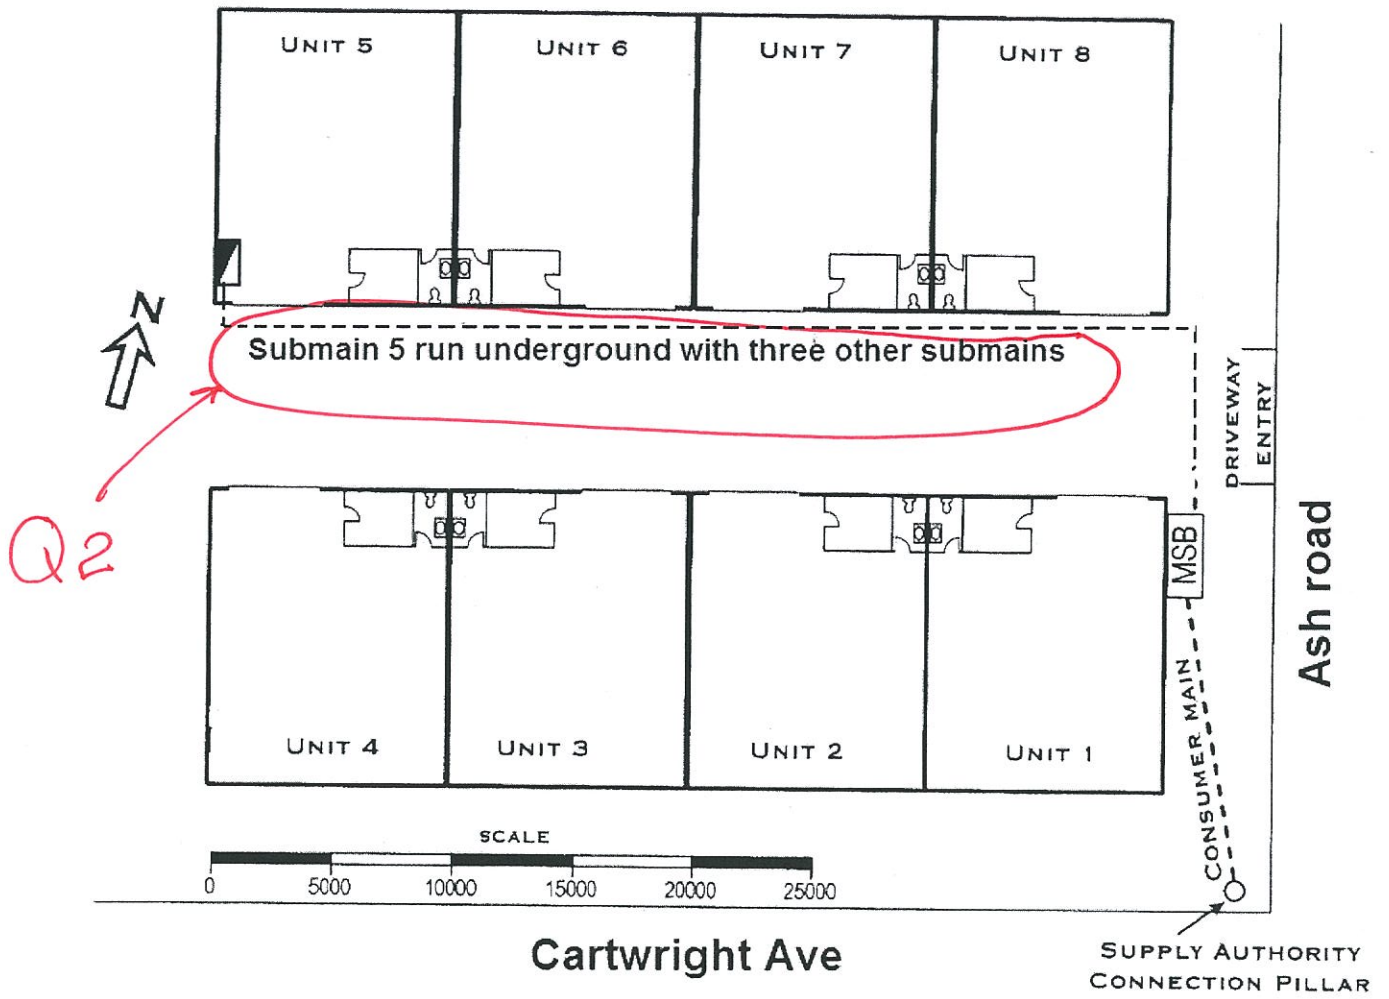 UNIT 5
UNIT 6
UNIT 7
UNIT 8
N
Submain 5 run underground with three other submains
DRIVEWAY
ENTRY
Q2
MSB
Ash road
CONSUMER MAIN
UNIT 4
UNIT 3
UNIT 2
UNIT 1
SCALE
0 5000 10000 15000 20000 25000
Cartwright Ave
SUPPLY AUTHORITY
CONNECTION PILLAR